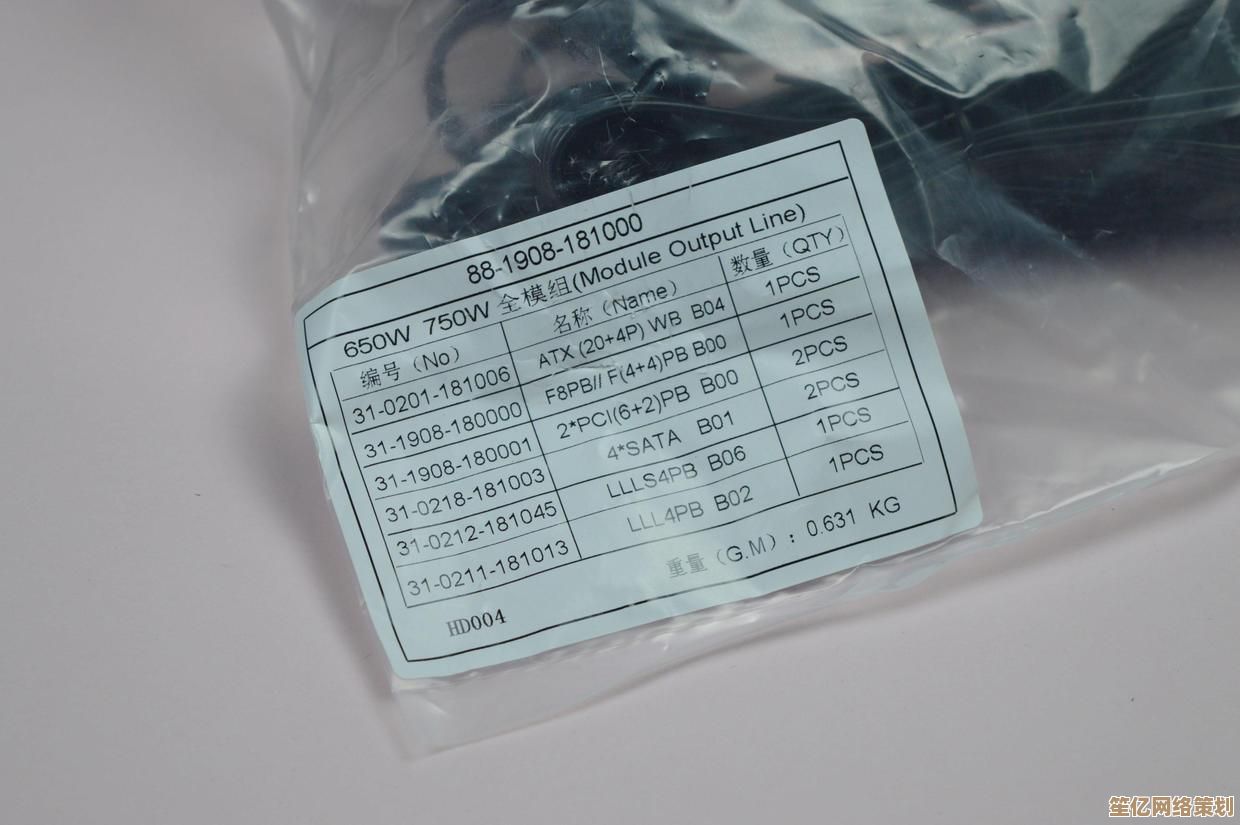 88-1908-181000
650W 750W 全模组(Module Output Line)
编号（No） 名称（Name） 数量（QTY）
31-0201-181006 ATX (20+4P) WB B04 1PCS
31-1908-180000 F8PB// F(4+4)PB B00 1PCS
31-1908-180001 2*PCI(6+2)PB B00 2PCS
31-0218-181003 4*SATA B01 2PCS
31-0212-181045 LLLS4PB B06 1PCS
31-0211-181013 LLL4PB B02 1PCS
重量（G.M）: 0.631 KG
HD004
笙亿网络策划